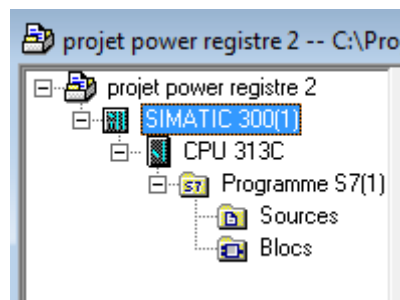 projet power registre 2 -- C:\Pro
projet power registre 2
SIMATIC 300(1)
CPU 313C
S7
Programme S7(1)
Sources
Blocs